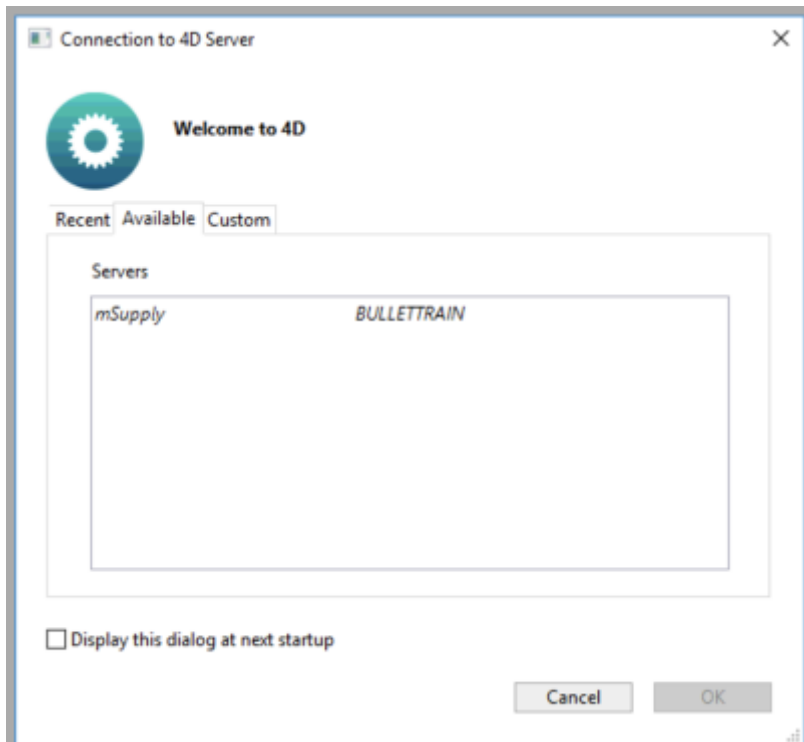 Connection to 4D Server
Welcome to 4D
Recent Available Custom
Servers
mSupply BULLETTRAIN
Display this dialog at next startup
Cancel OK